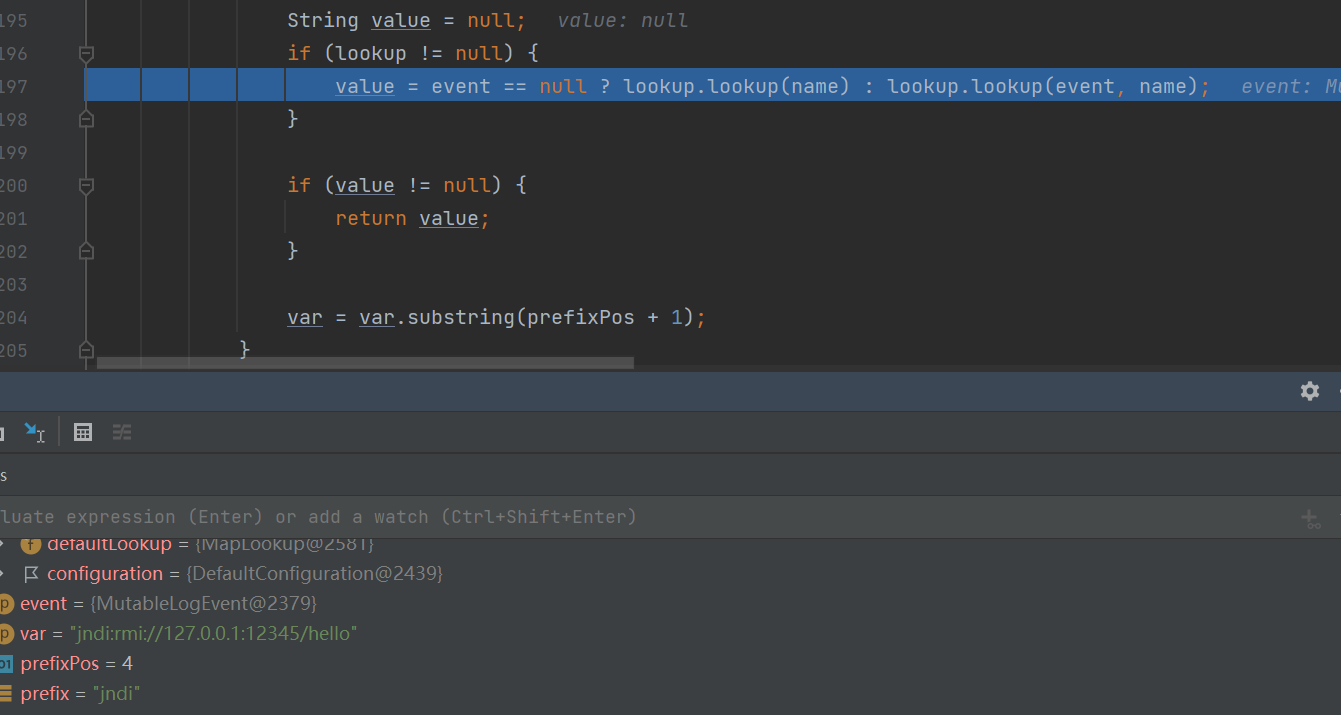 195 String value = null; value: null
196 if (lookup != null) {
197 value = event == null ? lookup.lookup(name) : lookup.lookup(event, name); event: Mu
198 }
199
200 if (value != null) {
201 return value;
202 }
203
204 var = var.substring(prefixPos + 1);
205 }
s
luate expression (Enter) or add a watch (Ctrl+Shift+Enter)
f defaultLookup = {MapLookup@2581}
configuration = {DefaultConfiguration@2439}
p event = {MutableLogEvent@2379}
p var = "jndi:rmi://127.0.0.1:12345/hello"
01 prefixPos = 4
prefix = "jndi"